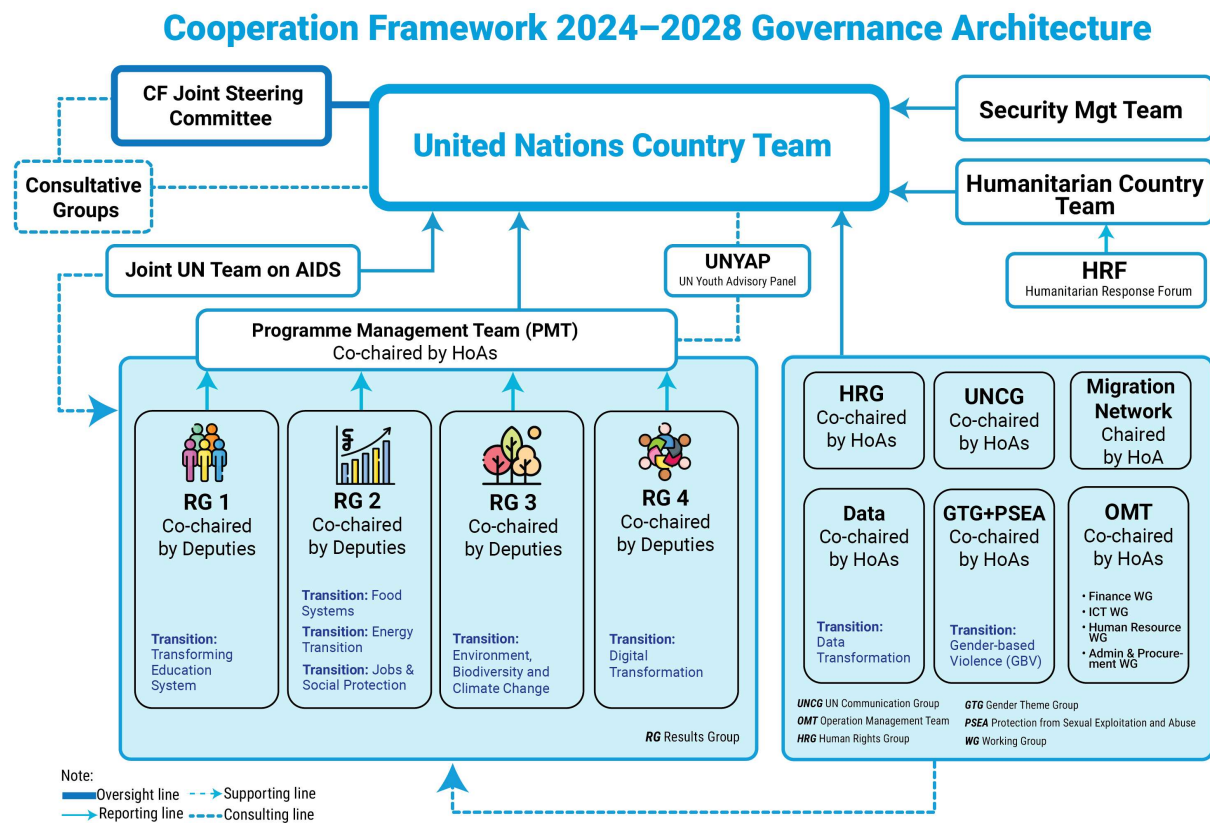 Cooperation Framework 2024–2028 Governance Architecture
CF Joint Steering
Committee
United Nations Country Team
Security Mgt Team
Consultative
Groups
Humanitarian Country
Team
Joint UN Team on AIDS
UNYAP
UN Youth Advisory Panel
HRF
Humanitarian Response Forum
Programme Management Team (PMT)
Co-chaired by HoAs
RG 1
Co-chaired
by Deputies
Transition:
Transforming
Education
System
RG 2
Co-chaired
by Deputies
Transition: Food
Systems
Transition: Energy
Transition
Transition: Jobs &
Social Protection
RG 3
Co-chaired
by Deputies
Transition:
Environment,
Biodiversity and
Climate Change
RG 4
Co-chaired
by Deputies
Transition:
Digital
Transformation
RG Results Group
HRG
Co-chaired
by HoAs
UNCG
Co-chaired
by HoAs
Migration
Network
Chaired
by HoA
Data
Co-chaired
by HoAs
Transition:
Data
Transformation
GTG+PSEA
Co-chaired
by HoAs
Transition:
Gender-based
Violence (GBV)
OMT
Co-chaired
by HoAs
• Finance WG
• ICT WG
• Human Resource
WG
• Admin & Procure-
ment WG
UNCG UN Communication Group
OMT Operation Management Team
HRG Human Rights Group
GTG Gender Theme Group
PSEA Protection from Sexual Exploitation and Abuse
WG Working Group
Note:
Oversight line
Supporting line
Reporting line
Consulting line